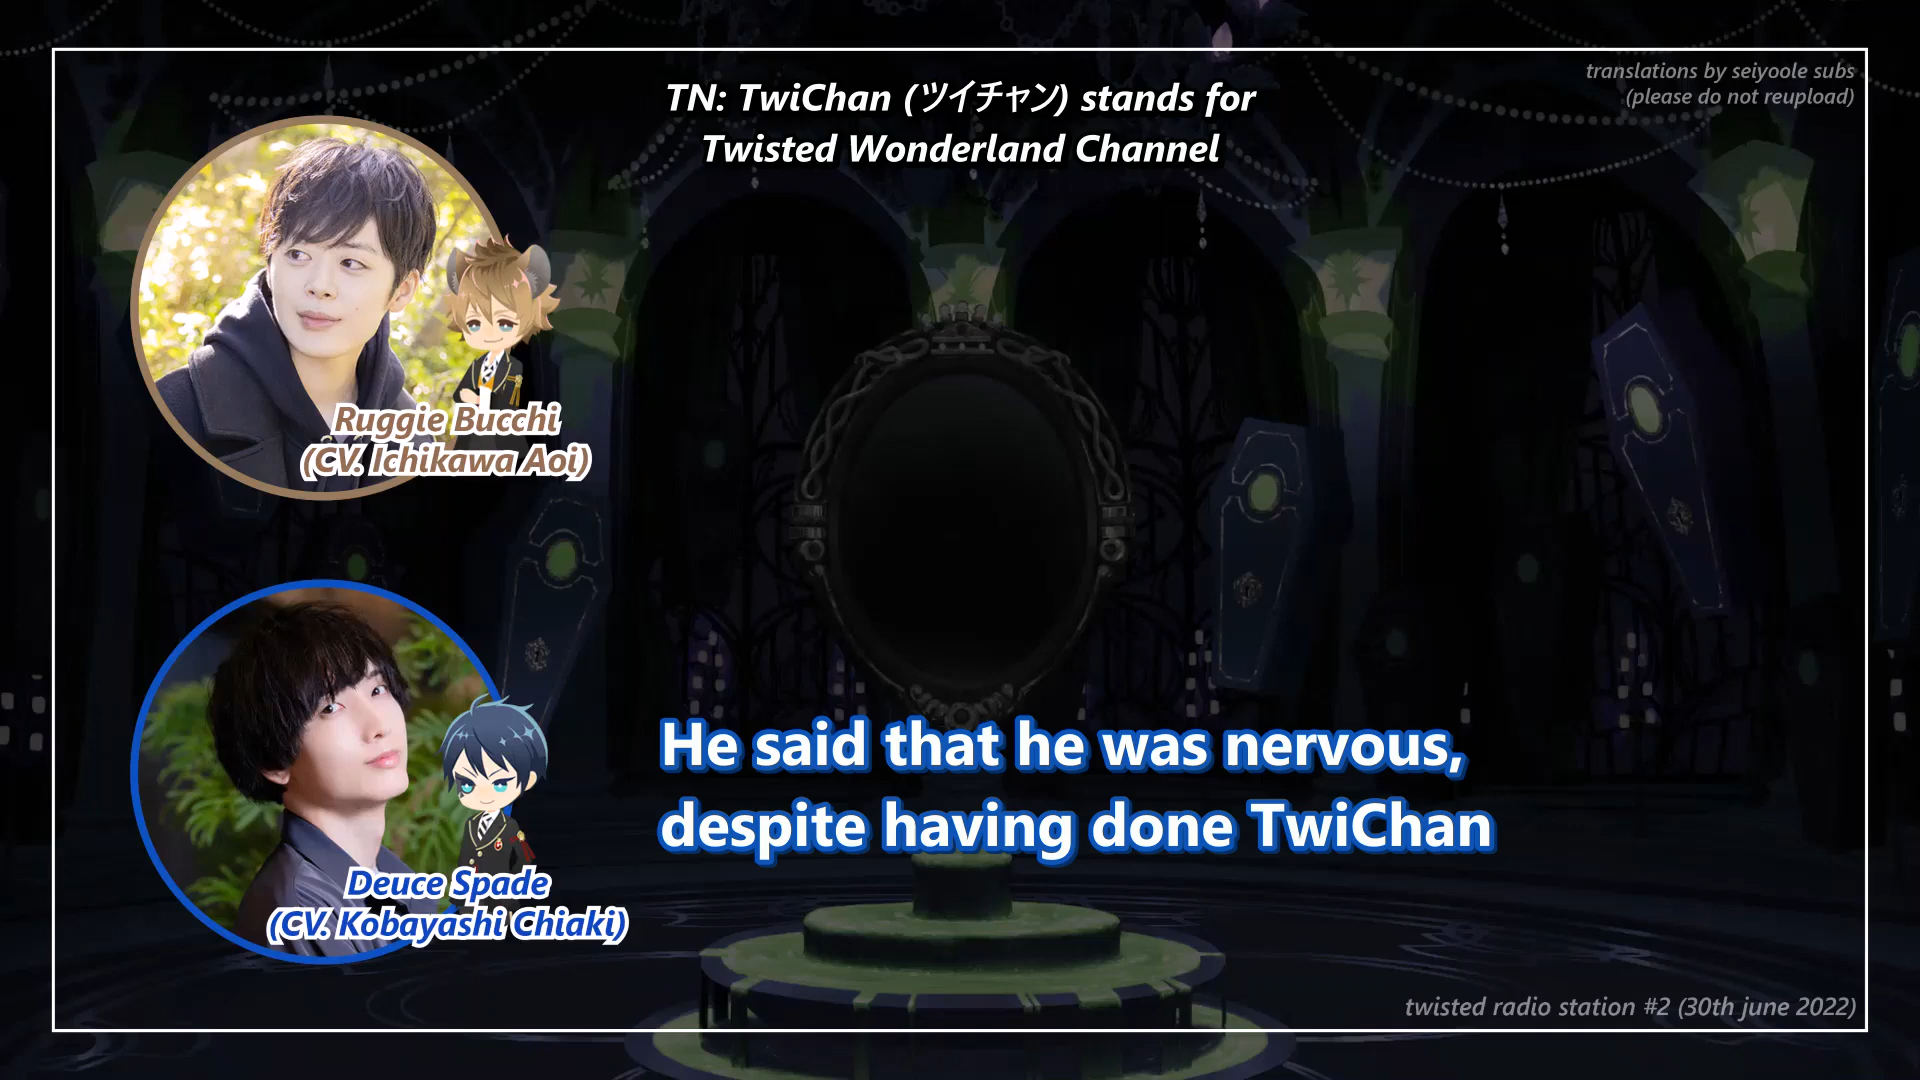 translations by seiyoole subs
(please do not reupload)
TN: TwiChan (ツイチャン) stands for
Twisted Wonderland Channel
Ruggie Bucchi
(CV. Ichikawa Aoi)
He said that he was nervous,
despite having done TwiChan
Deuce Spade
(CV. Kobayashi Chiaki)
twisted radio station #2 (30th june 2022)